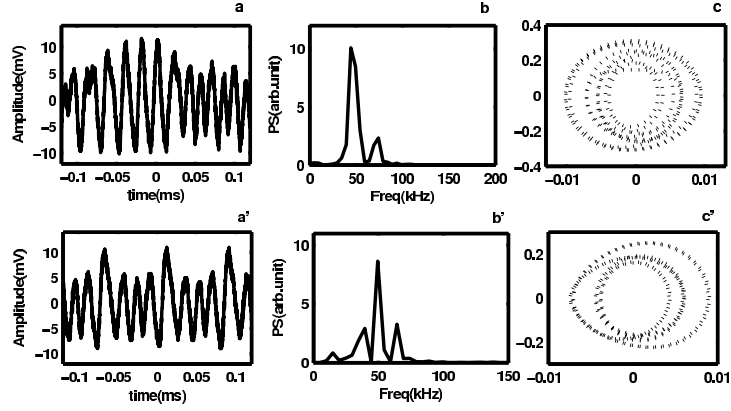 a
b
c
Amplitude(mV)
10
5
0
−5
−10
−0.1 −0.05 0 0.05 0.1
time(ms)
PS(arb.unit)
10
5
0
0 50 100 150 200
Freq(kHz)
0.4
0.2
0
−0.2
−0.4
−0.01 0 0.01
a'
b'
c'
Amplitude(mV)
10
5
0
−5
−10
−0.1 −0.05 0 0.05 0.1
time(ms)
PS(arb.unit)
10
5
0
0 50 100 150
Freq(kHz)
0.2
0
−0.2
−0.01 0 0.01